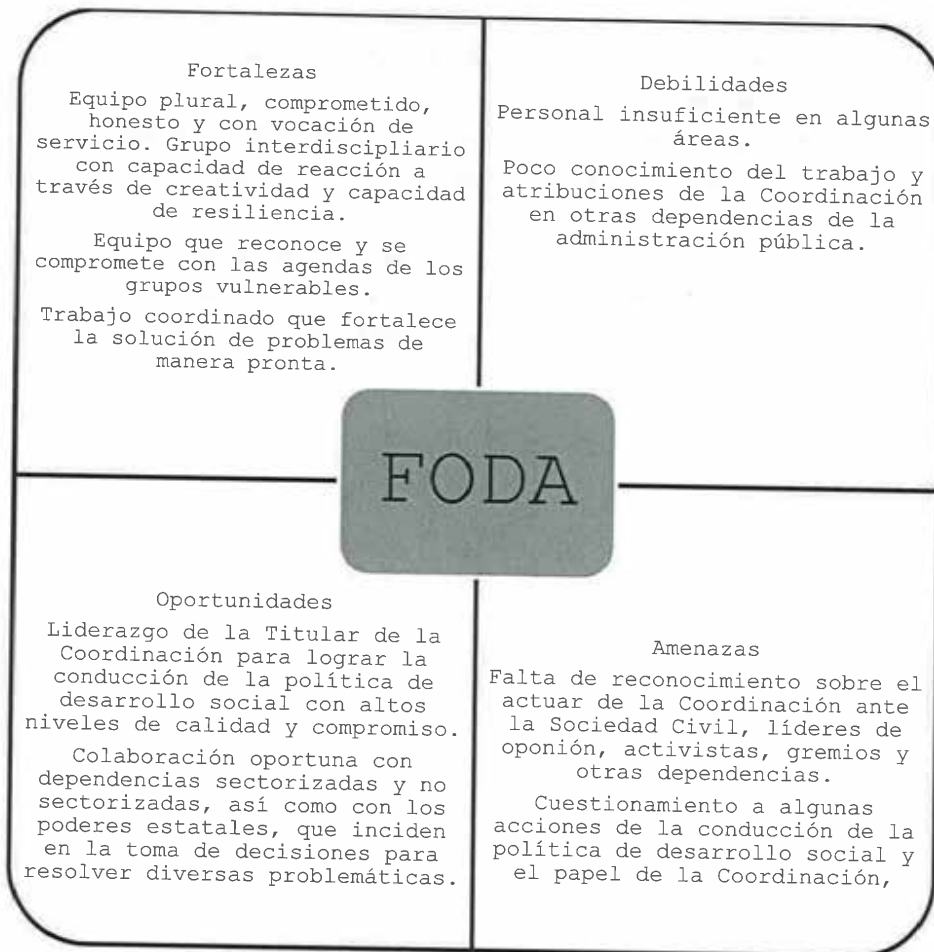 Fortalezas
Equipo plural, comprometido,
honesto y con vocación de
servicio. Grupo interdiscipliario
con capacidad de reacción a
través de creatividad y capacidad
de resiliencia.
Equipo que reconoce y se
compromete con las agendas de los
grupos vulnerables.
Trabajo coordinado que fortalece
la solución de problemas de
manera pronta.
Debilidades
Personal insuficiente en algunas
áreas.
Poco conocimiento del trabajo y
atribuciones de la Coordinación
en otras dependencias de la
administración pública.
FODA
Oportunidades
Liderazgo de la Titular de la
Coordinación para lograr la
conducción de la política de
desarrollo social con altos
niveles de calidad y compromiso.
Colaboración oportuna con
dependencias sectorizadas y no
sectorizadas, así como con los
poderes estatales, que inciden
en la toma de decisiones para
resolver diversas problemáticas.
Amenazas
Falta de reconocimiento sobre el
actuar de la Coordinación ante
la Sociedad Civil, líderes de
oponión, activistas, gremios y
otras dependencias.
Cuestionamiento a algunas
acciones de la conducción de la
política de desarrollo social y
el papel de la Coordinación,